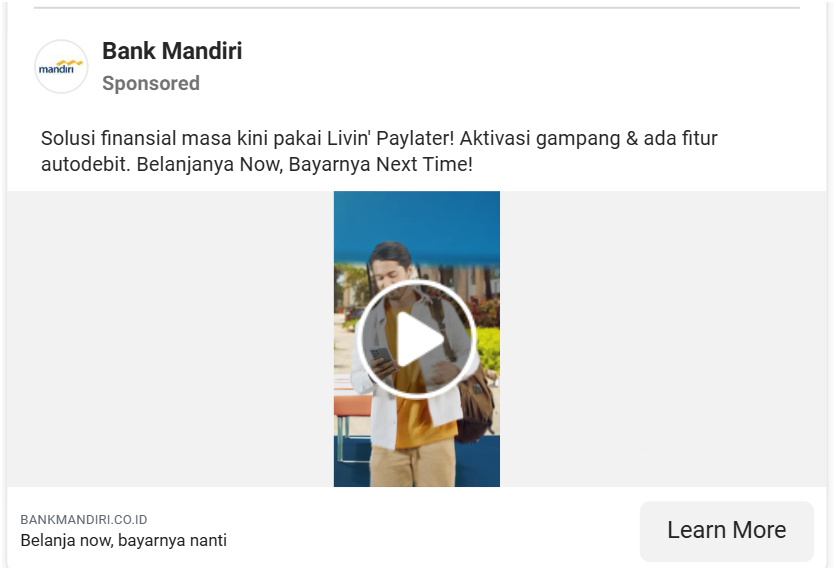 mandiri
Bank Mandiri
Sponsored
Solusi finansial masa kini pakai Livin' Paylater! Aktivasi gampang & ada fitur
autodebit. Belanjanya Now, Bayarnya Next Time!
BANKMANDIRI.CO.ID
Belanja now, bayarnya nanti
Learn More